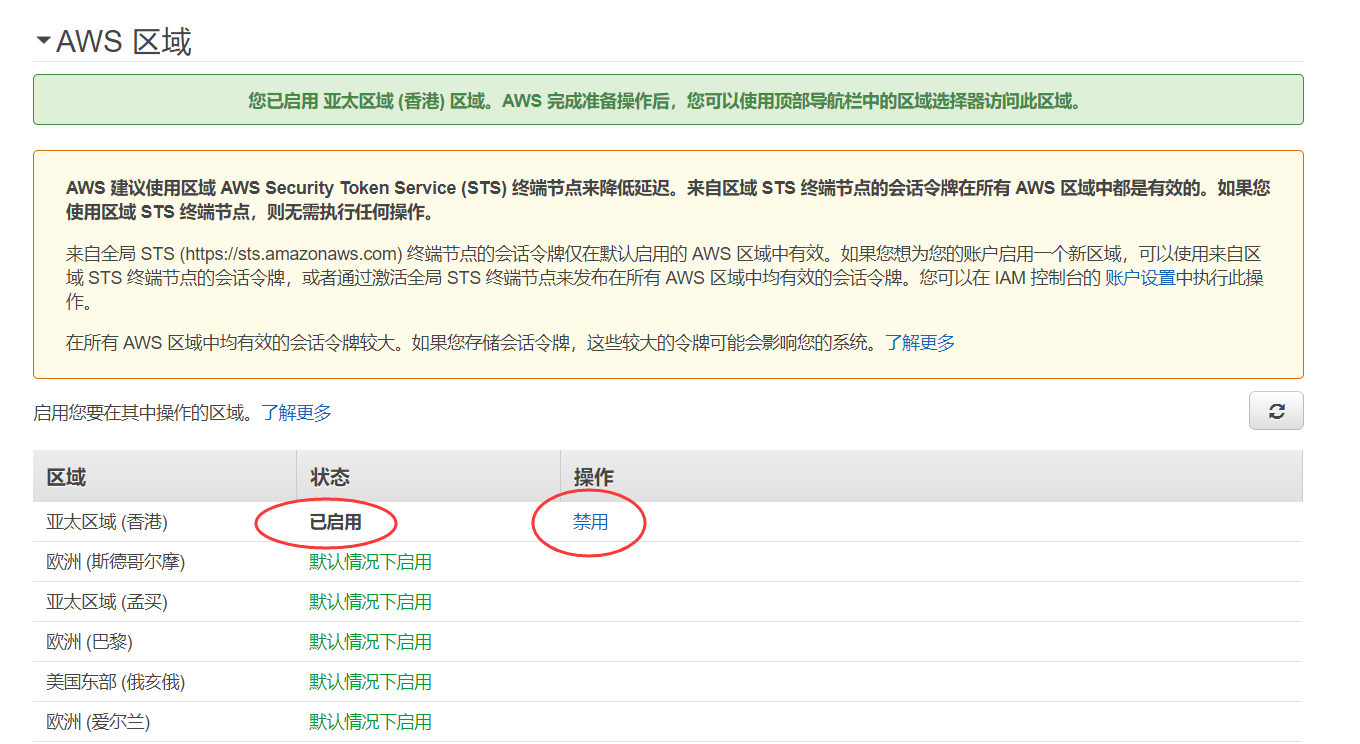 AWS 区域
您已启用 亚太区域 (香港) 区域。AWS 完成准备操作后，您可以使用顶部导航栏中的区域选择器访问此区域。
AWS 建议使用区域 AWS Security Token Service (STS) 终端节点来降低延迟。来自区域 STS 终端节点的会话令牌在所有 AWS 区域中都是有效的。如果您
使用区域 STS 终端节点，则无需执行任何操作。
来自全局 STS (https://sts.amazonaws.com) 终端节点的会话令牌仅在默认启用的 AWS 区域中有效。如果您想为您的账户启用一个新区域，可以使用来自区
域 STS 终端节点的会话令牌，或者通过激活全局 STS 终端节点来发布在所有 AWS 区域中均有效的会话令牌。您可以在 IAM 控制台的 账户设置中执行此操
作。
在所有 AWS 区域中均有效的会话令牌较大。如果您存储会话令牌，这些较大的令牌可能会影响您的系统。了解更多
启用您要在其中操作的区域。了解更多
区域 状态 操作
亚太区域 (香港) 已启用 禁用
欧洲 (斯德哥尔摩) 默认情况下启用
亚太区域 (孟买) 默认情况下启用
欧洲 (巴黎) 默认情况下启用
美国东部 (俄亥俄) 默认情况下启用
欧洲 (爱尔兰) 默认情况下启用